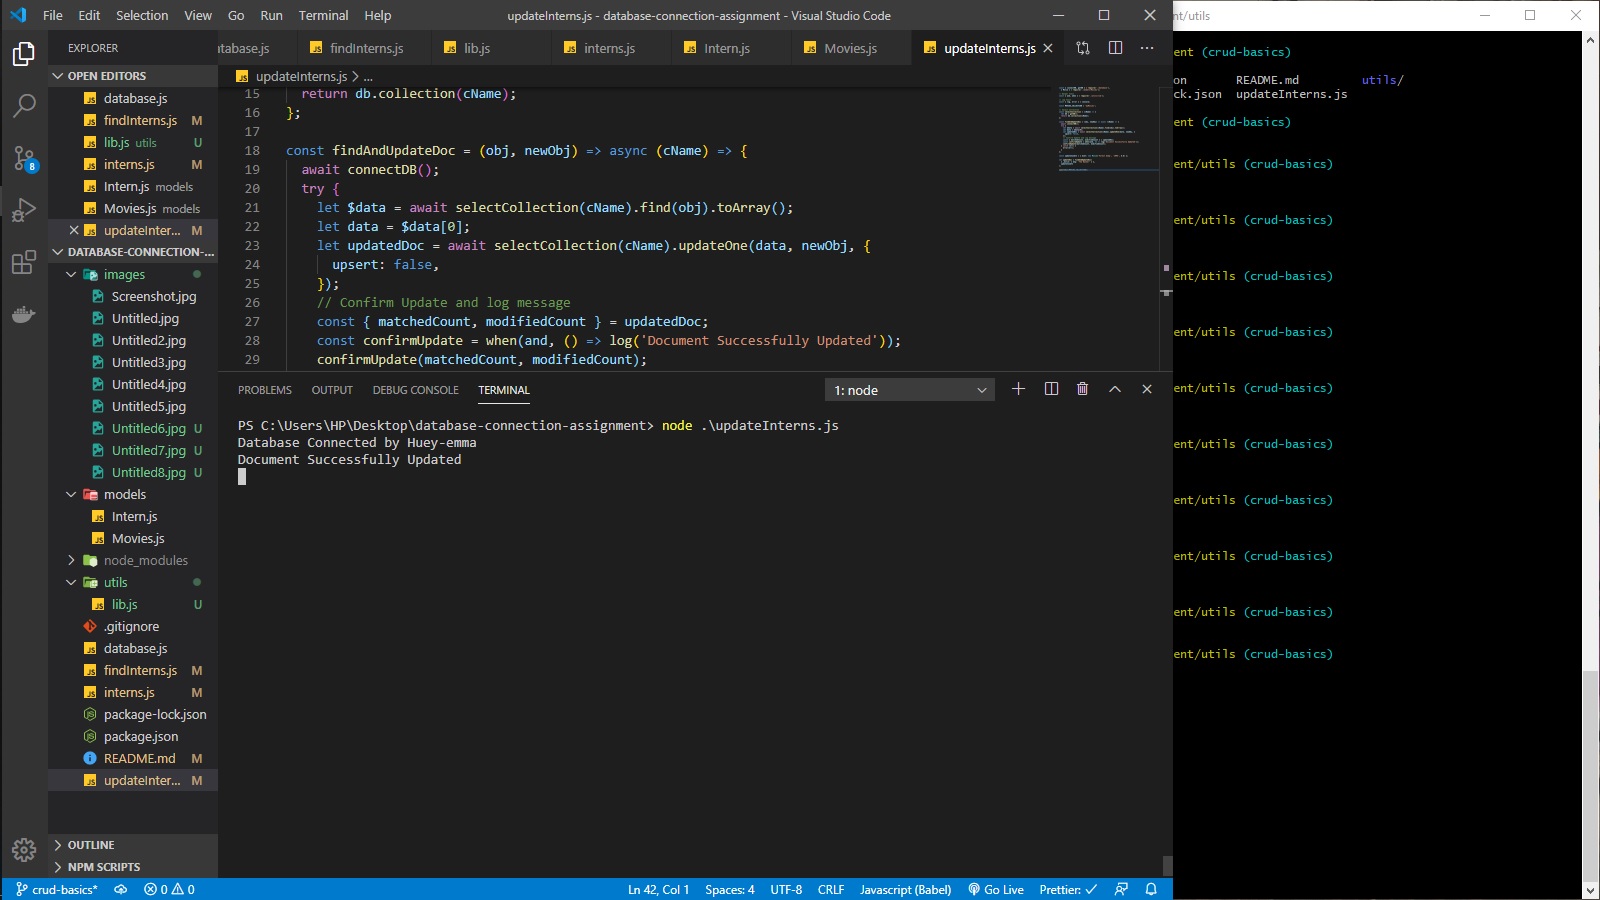 File Edit Selection View Go Run Terminal Help
updateInterns.js - database-connection-assignment - Visual Studio Code
EXPLORER
OPEN EDITORS
database.js
findInterns.js M
lib.js utils U
interns.js M
Intern.js models
Movies.js models
updateInter... M
DATABASE-CONNECTION-...
images
Screenshot.jpg
Untitled.jpg
Untitled2.jpg
Untitled3.jpg
Untitled4.jpg
Untitled5.jpg
Untitled6.jpg U
Untitled7.jpg U
Untitled8.jpg U
models
Intern.js
Movies.js
node_modules
utils
lib.js U
.gitignore
database.js
findInterns.js M
interns.js M
package-lock.json
package.json
README.md M
updateInter... M
OUTLINE
NPM SCRIPTS
8
tabase.js findInterns.js lib.js interns.js Intern.js Movies.js updateInterns.js
updateInterns.js > ...
15 return db.collection(cName);
16 };
17
18 const findAndUpdateDoc = (obj, newObj) => async (cName) => {
19 await connectDB();
20 try {
21 let $data = await selectCollection(cName).find(obj).toArray();
22 let data = $data[0];
23 let updatedDoc = await selectCollection(cName).updateOne(data, newObj, {
24 upsert: false,
25 });
26 // Confirm Update and log message
27 const { matchedCount, modifiedCount } = updatedDoc;
28 const confirmUpdate = when(and, () => log('Document Successfully Updated'));
29 confirmUpdate(matchedCount, modifiedCount);
PROBLEMS OUTPUT DEBUG CONSOLE TERMINAL
1: node
PS C:\Users\HP\Desktop\database-connection-assignment> node .\updateInterns.js
Database Connected by Huey-emma
Document Successfully Updated
crud-basics* 0 0
Ln 42, Col 1 Spaces: 4 UTF-8 CRLF Javascript (Babel) Go Live Prettier: ✓
nt/utils
ent (crud-basics)
on README.md utils/
ck.json updateInterns.js
ent (crud-basics)
ent/utils (crud-basics)
ent/utils (crud-basics)
ent/utils (crud-basics)
ent/utils (crud-basics)
ent/utils (crud-basics)
ent/utils (crud-basics)
ent/utils (crud-basics)
ent/utils (crud-basics)
ent/utils (crud-basics)
ent/utils (crud-basics)